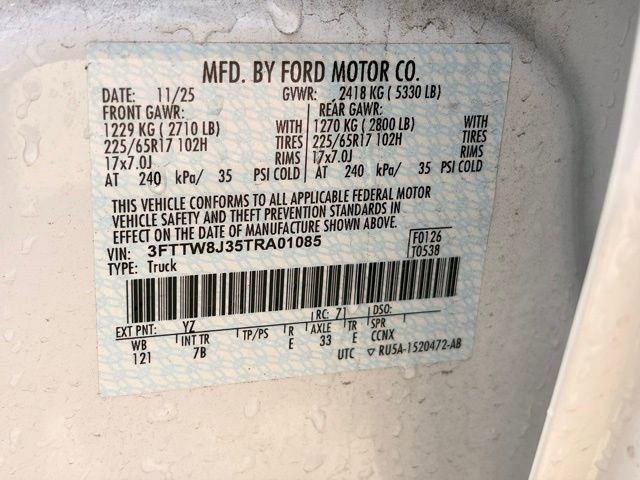 MFD. BY FORD MOTOR CO.
DATE: 11/25 GVWR: 2418 KG ( 5330 LB)
FRONT GAWR: REAR GAWR:
1229 KG ( 2710 LB) WITH 1270 KG ( 2800 LB) WITH
225/65R17 102H TIRES 225/65R17 102H TIRES
17x7.0J RIMS 17x7.0J RIMS
AT 240 kPa/ 35 PSI COLD AT 240 kPa/ 35 PSI COLD
THIS VEHICLE CONFORMS TO ALL APPLICABLE FEDERAL MOTOR
VEHICLE SAFETY AND THEFT PREVENTION STANDARDS IN
EFFECT ON THE DATE OF MANUFACTURE SHOWN ABOVE.
VIN: 3FTTW8J35TRA01085 F0126
TYPE: Truck T0538
EXT PNT: YZ RC: 71 DSO:
WB INT TR TP/PS R AXLE TR SPR
121 7B E 33 E CCNX
UTC ▽ RU5A-1520472-AB